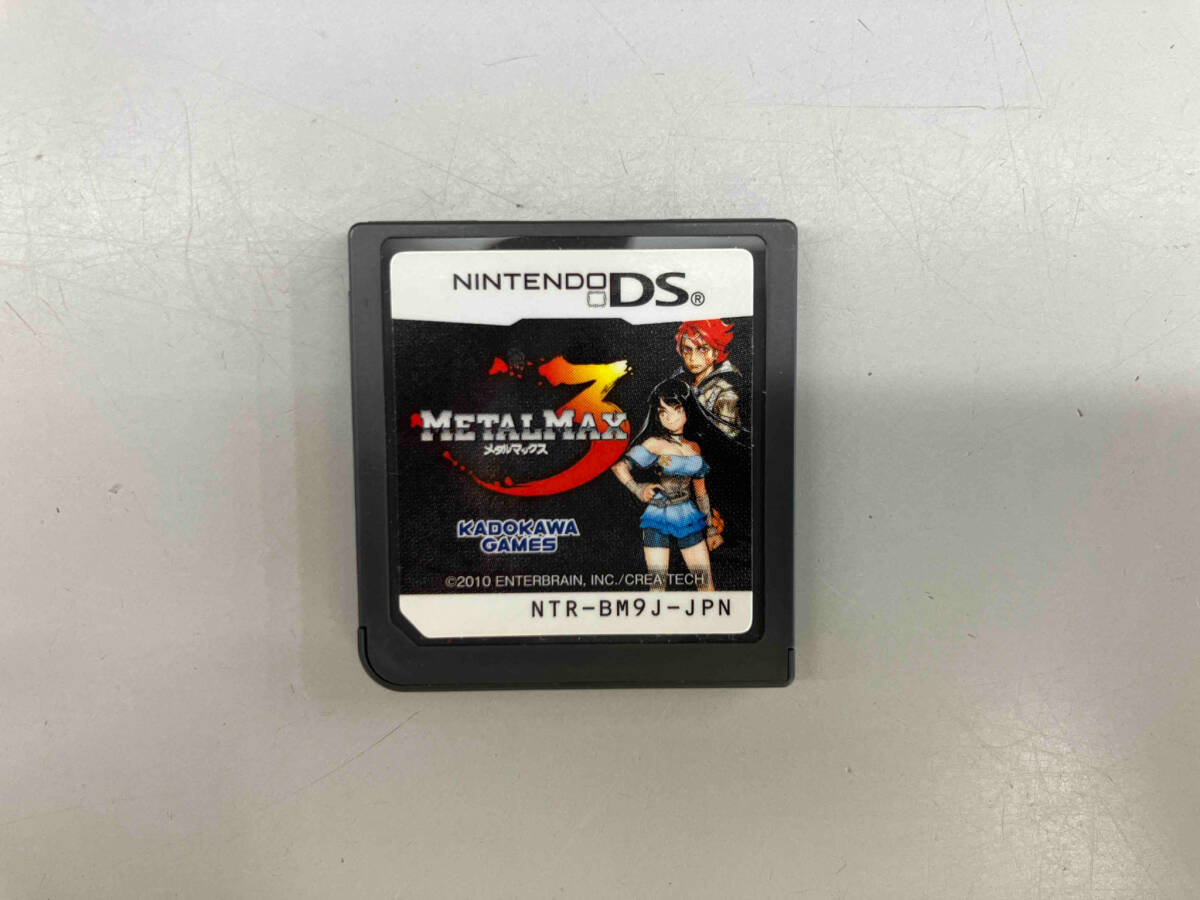 NINTENDO DS®
3
METALMAX
メタルマックス
KADOKAWA
GAMES
©2010 ENTERBRAIN, INC./CREA-TECH
NTR-BM9J-JPN